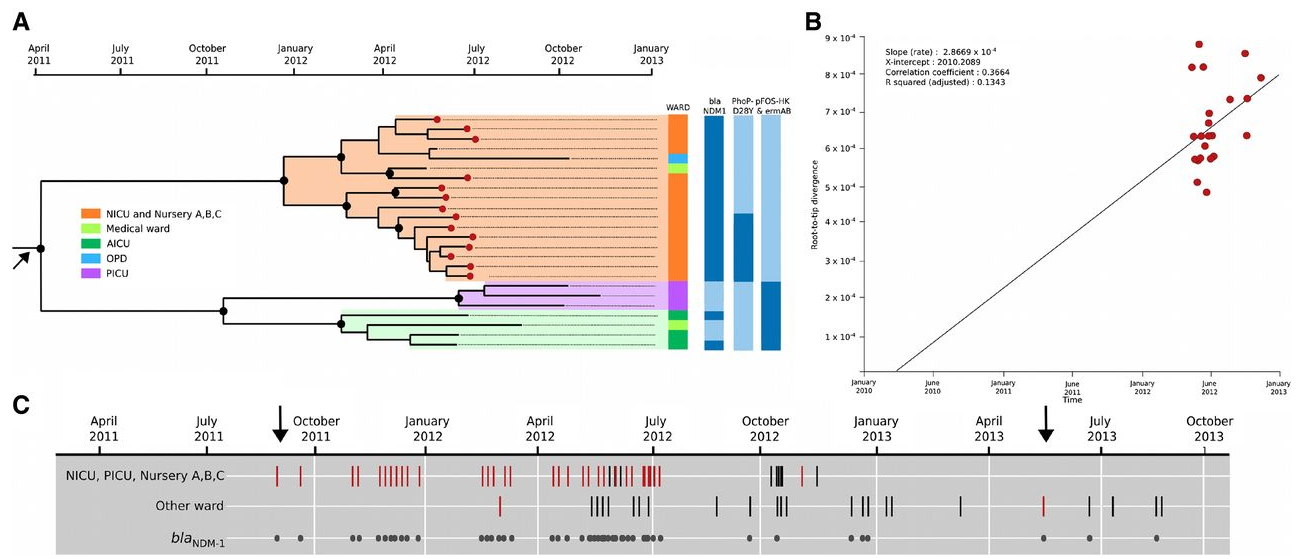 A
April July October January April July October January
2011 2011 2011 2012 2012 2012 2012 2013
WARD
bla
NDM1
PhoP-
D28Y
pFOS-HK
& ermAB
NICU and Nursery A,B,C
Medical ward
AICU
OPD
PICU
B
9 x 10-4
8 x 10-4
7 x 10-4
6 x 10-4
5 x 10-4
4 x 10-4
3 x 10-4
2 x 10-4
1 x 10-4
Root-to-tip divergence
Slope (rate) : 2.8669 x 10-4
X-intercept : 2010.2089
Correlation coefficient : 0.3664
R squared (adjusted) : 0.1343
January June January June January June January
2010 2010 2011 2011 2012 2012 2013
Time
C
April July October January April July October January April July October
2011 2011 2011 2012 2012 2012 2012 2013 2013 2013 2013
NICU, PICU, Nursery A,B,C
Other ward
blaNDM-1